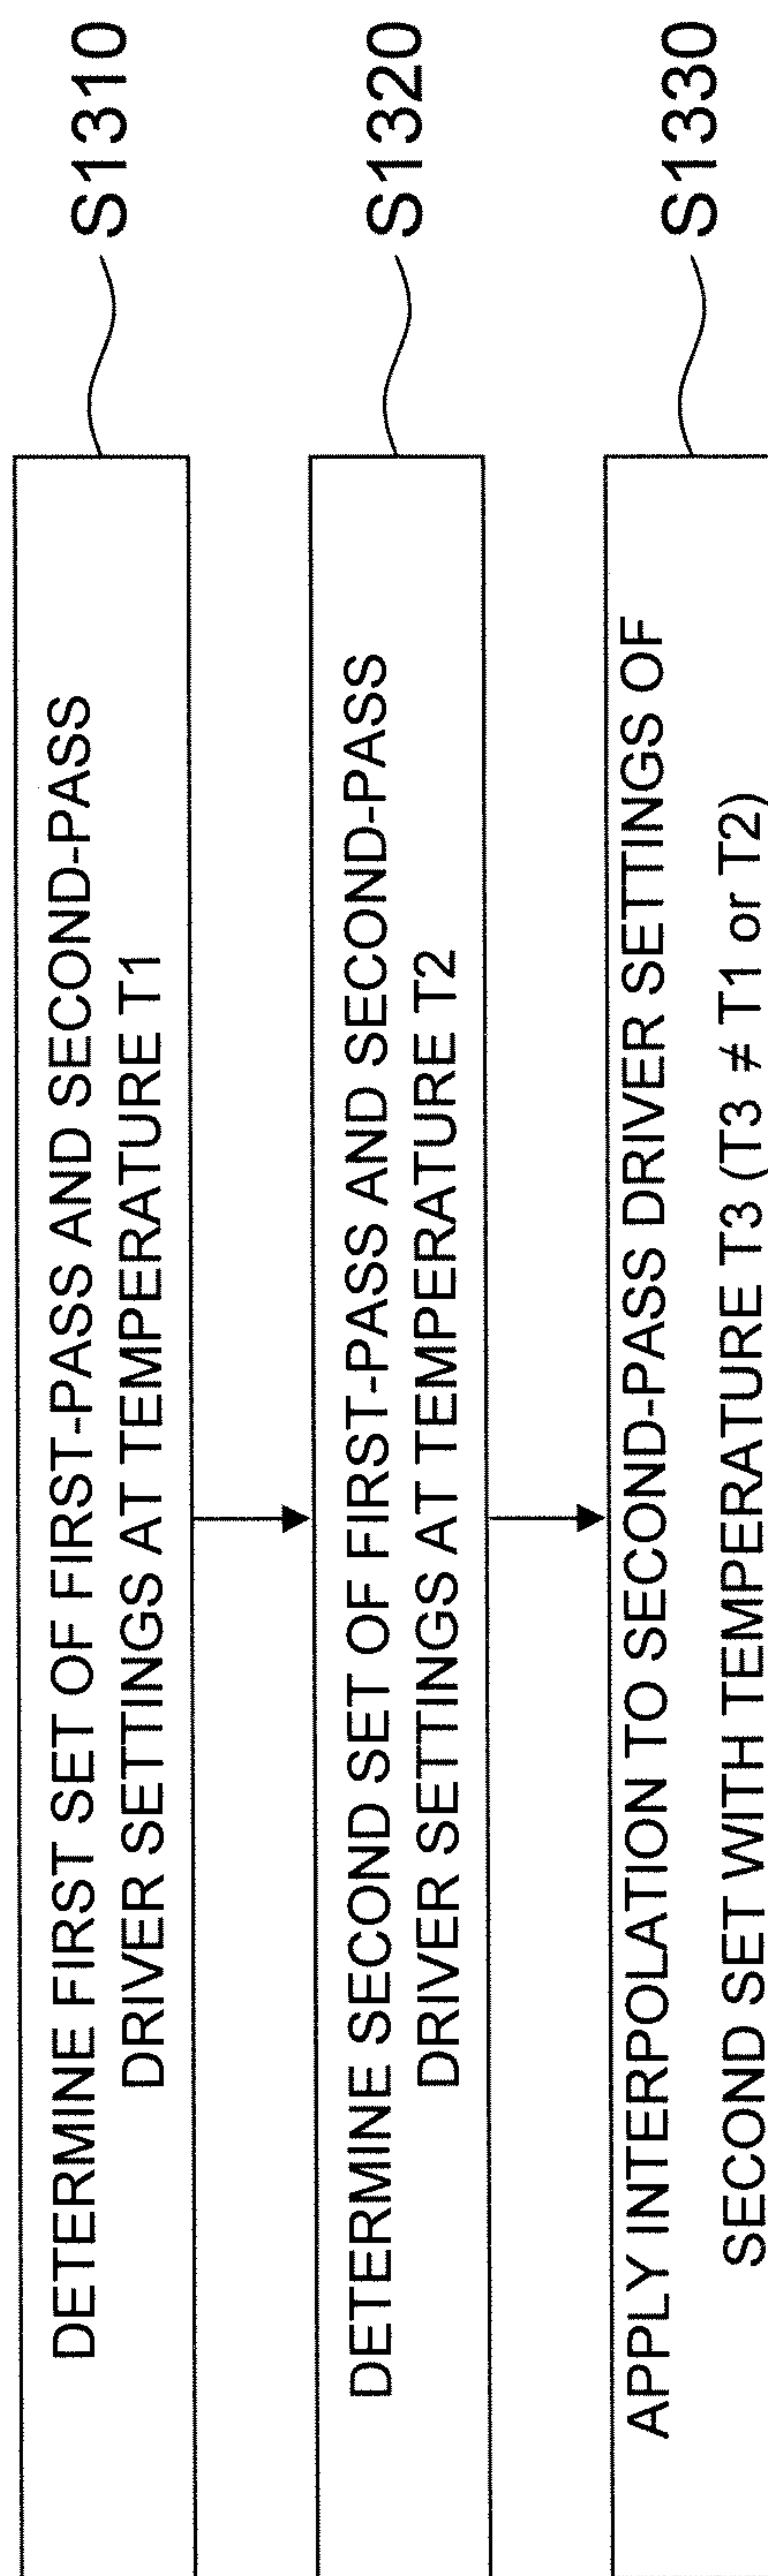 DETERMINE FIRST SET OF FIRST-PASS AND SECOND-PASS
DRIVER SETTINGS AT TEMPERATURE T1
S1310
DETERMINE SECOND SET OF FIRST-PASS AND SECOND-PASS
DRIVER SETTINGS AT TEMPERATURE T2
S1320
APPLY INTERPOLATION TO SECOND-PASS DRIVER SETTINGS OF
SECOND SET WITH TEMPERATURE T3 (T3 ≠ T1 or T2)
S1330